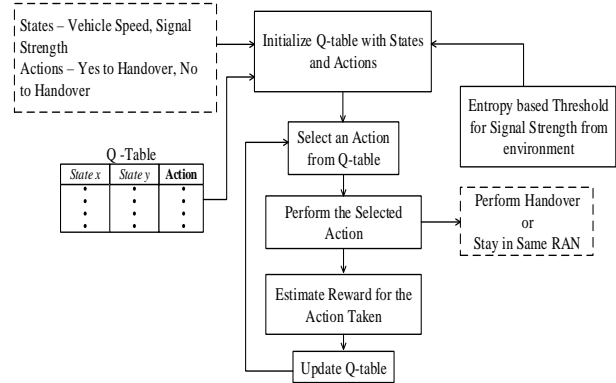 States – Vehicle Speed, Signal
Strength
Actions – Yes to Handover, No
to Handover
Initialize Q-table with States
and Actions
Entropy based Threshold
for Signal Strength from
environment
Q -Table
State x State y Action
Select an Action
from Q-table
Perform the Selected
Action
Perform Handover
or
Stay in Same RAN
Estimate Reward for the
Action Taken
Update Q-table